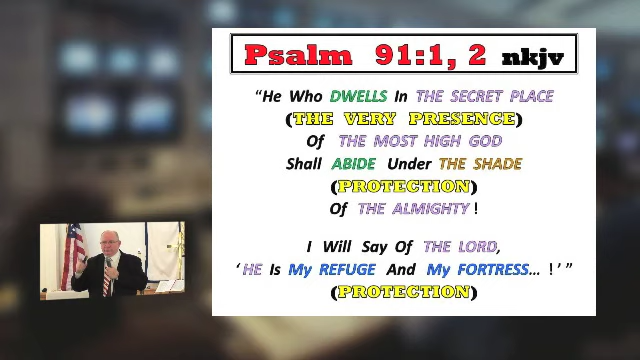 Psalm 91:1, 2 nkjv
“He Who DWELLS In THE SECRET PLACE
(THE VERY PRESENCE)
Of THE MOST HIGH GOD
Shall ABIDE Under THE SHADE
(PROTECTION)
Of THE ALMIGHTY !
I Will Say Of THE LORD,
‘ HE Is My REFUGE And My FORTRESS… ! ’ ”
(PROTECTION)